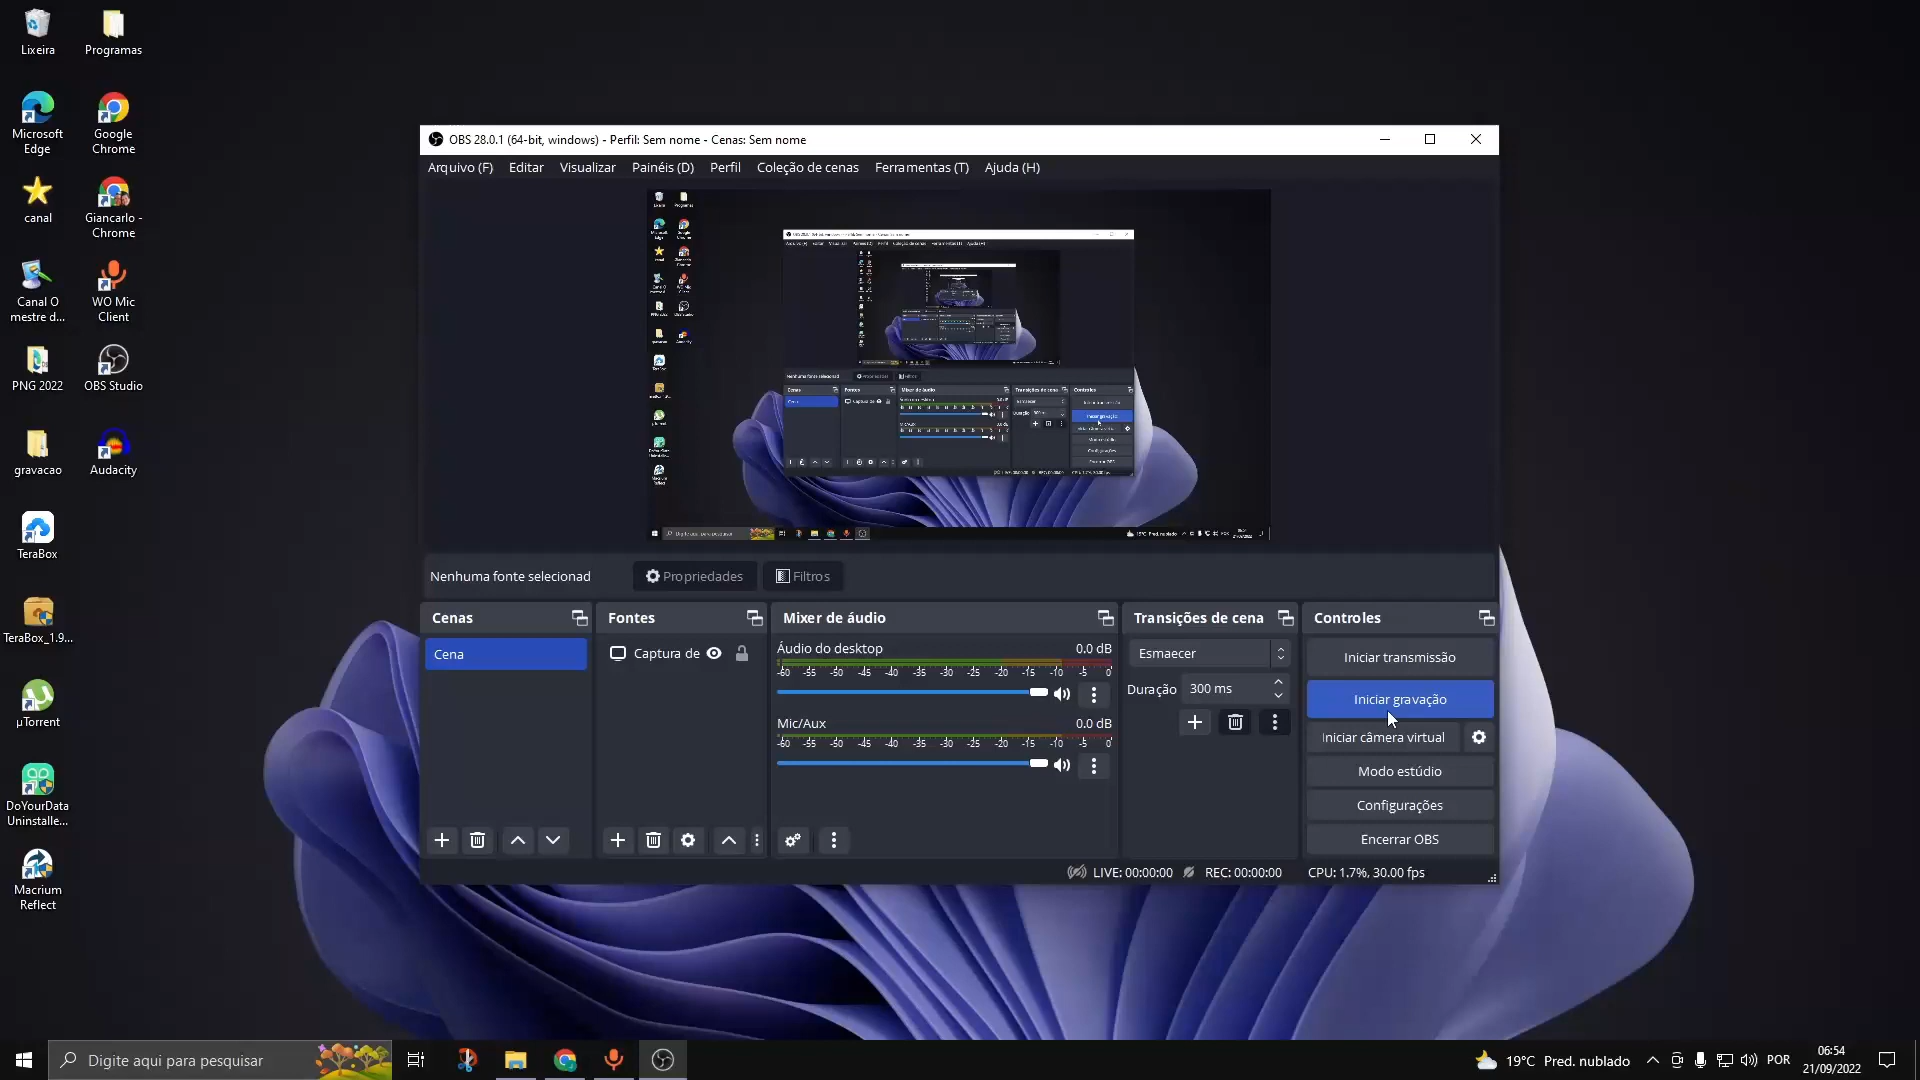 Lixeira
Programas
Microsoft
Edge
Google
Chrome
canal
Giancarlo -
Chrome
Canal O
mestre d...
WO Mic
Client
PNG 2022
OBS Studio
gravacao
Audacity
TeraBox
TeraBox_1.9...
µTorrent
DoYourData
Uninstalle...
Macrium
Reflect
OBS 28.0.1 (64-bit, windows) - Perfil: Sem nome - Cenas: Sem nome
Arquivo (F) Editar Visualizar Painéis (D) Perfil Coleção de cenas Ferramentas (T) Ajuda (H)
Nenhuma fonte selecionad
Propriedades
Filtros
Cenas
Cena
Fontes
Captura de
Mixer de áudio
Áudio do desktop 0.0 dB
-60 -55 -50 -45 -40 -35 -30 -25 -20 -15 -10 -5 0
Mic/Aux 0.0 dB
-60 -55 -50 -45 -40 -35 -30 -25 -20 -15 -10 -5 0
Transições de cena
Esmaecer
Duração 300 ms
Controles
Iniciar transmissão
Iniciar gravação
Iniciar câmera virtual
Modo estúdio
Configurações
Encerrar OBS
LIVE: 00:00:00 REC: 00:00:00 CPU: 1.7%, 30.00 fps
Digite aqui para pesquisar
19°C Pred. nublado
POR
06:54
21/09/2022